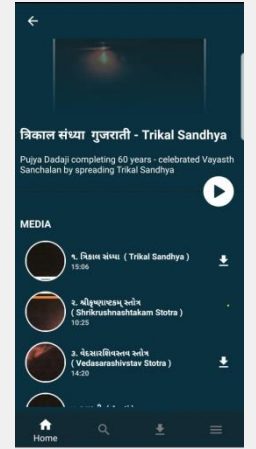 त्रिकाल संध्या गुजराती - Trikal Sandhya
Pujya Dadaji completing 60 years - celebrated Vayasth
Sanchalan by spreading Trikal Sandhya
MEDIA
૧. ત્રિકાલ સંધ્યા ( Trikal Sandhya )
15:06
૨. શ્રીકૃષ્ણાષ્ટકમ્ સ્તોત્ર
( Shrikrushnashtakam Stotra )
10:25
૩. વેદસારશિવસ્તવ સ્તોત્ર
( Vedasarashivstav Stotra )
14:20
Home